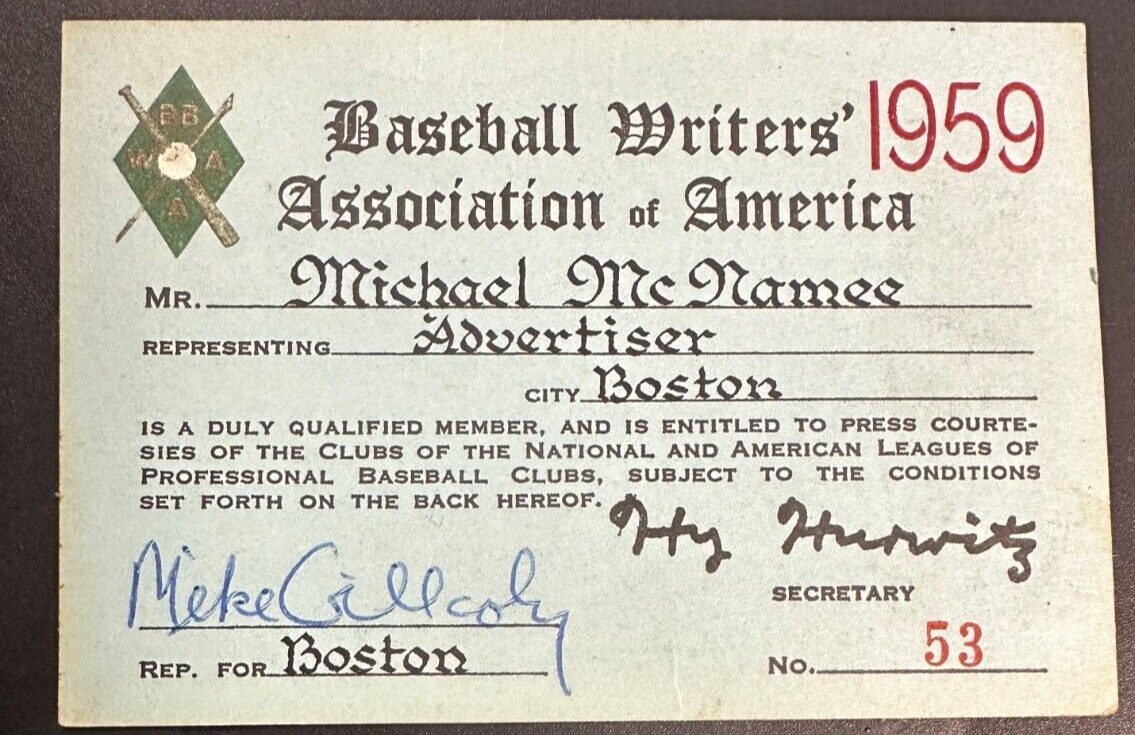 BB
W A
A
Baseball Writers' 1959
Association of America
MR. Michael McNamee
REPRESENTING Advertiser
CITY Boston
IS A DULY QUALIFIED MEMBER, AND IS ENTITLED TO PRESS COURTE-
SIES OF THE CLUBS OF THE NATIONAL AND AMERICAN LEAGUES OF
PROFESSIONAL BASEBALL CLUBS, SUBJECT TO THE CONDITIONS
SET FORTH ON THE BACK HEREOF.
Hy Hurwitz
SECRETARY
Mike Gillooly
REP. FOR Boston
No. 53